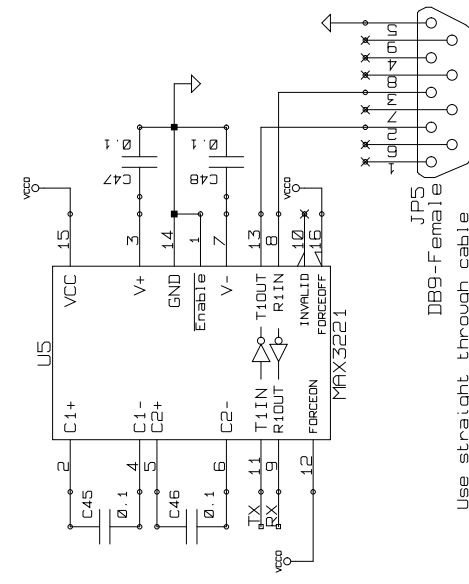 U5
MAX3221
VCC
V+
GND
Enable
V-
T1OUT
R1IN
INVALID
FORCEOFF
C1+
C1-
C2+
C2-
T1IN
R1OUT
FORCEON
15
3
14
1
7
13
8
10
16
2
4
5
6
11
9
12
VCCO
C47
0.1
C48
0.1
VCCO
C45
0.1
C46
0.1
TX
RX
VCCO
5
9
4
8
3
7
2
6
1
JP5
DB9-Female
Use straight through cable